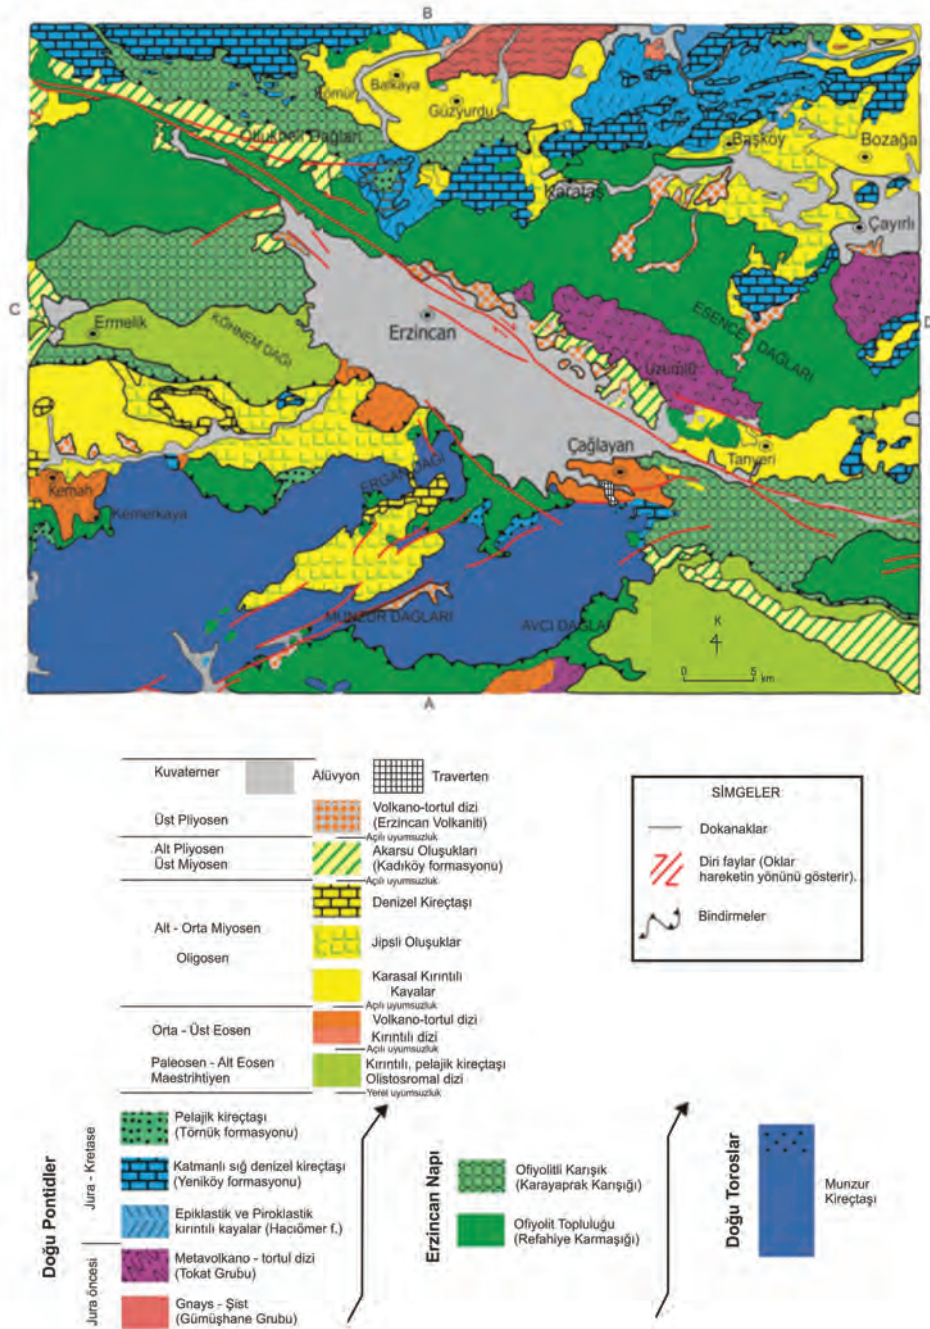 B
Kömür
Balkaya
Güzyurdu
Otlukbeli Dağları
Başköy
Bozağa
Karataş
Çayırlı
C
D
Ermelik
KÖHNEM DAĞI
Erzincan
ESENCE DAĞLARI
Üzümlü
Çağlayan
Tanyeri
ERGAN DAĞI
Kemah
Kemerkaya
MUNZUR DAĞLARI
AVCI DAĞLAR
K
0 5
km
A
Kuvaterner
Alüvyon
Traverten
Üst Pliyosen
Volkano-tortul dizi
(Erzincan Volkaniti)
Açılı uyumsuzluk
Alt Pliyosen
Üst Miyosen
Akarsu Oluşukları
(Kadıköy formasyonu)
Açılı uyumsuzluk
Denizel Kireçtaşı
Alt - Orta Miyosen
Oligosen
Jipsli Oluşuklar
Karasal Kırıntılı
Kayalar
Açılı uyumsuzluk
Orta - Üst Eosen
Volkano-tortul dizi
Kırıntılı dizi
Açılı uyumsuzluk
Paleosen - Alt Eosen
Maestrihtiyen
Kırıntılı, pelajik kireçtaşı
Olistosromal dizi
Yerel uyumsuzluk
SİMGELER
Dokanaklar
Diri faylar (Oklar
hareketin yönünü gösterir).
Bindirmeler
Doğu Pontidler
Jura - Kretase
Pelajik kireçtaşı
(Törnük formasyonu)
Katmanlı sığ denizel kireçtaşı
(Yeniköy formasyonu)
Epiklastik ve Piroklastik
kırıntılı kayalar (Hacıömer f.)
Jura öncesi
Metavolkano - tortul dizi
(Tokat Grubu)
Gnays - Şist
(Gümüşhane Grubu)
Erzincan Napı
Ofiyolitli Karışık
(Karayaprak Karışığı)
Ofiyolit Topluluğu
(Refahiye Karmaşığı)
Doğu Toroslar
Munzur
Kireçtaşı